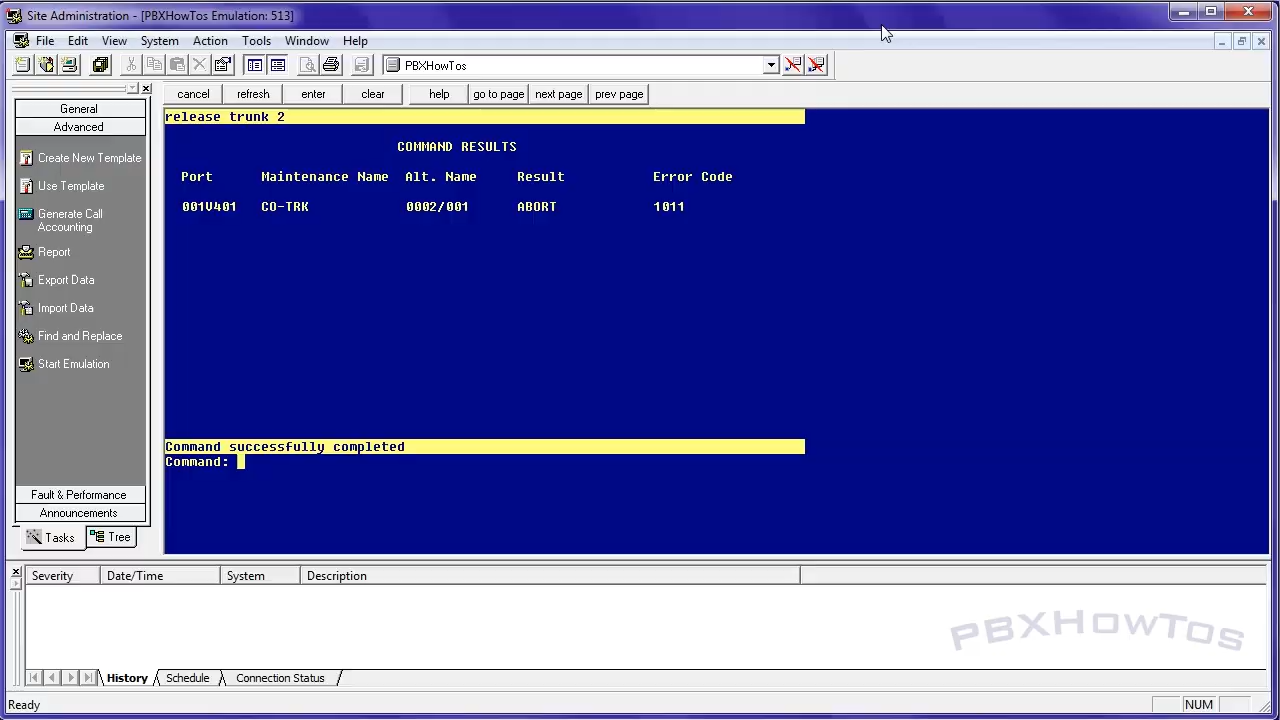 Site Administration - [PBXHowTos Emulation: 513]
File Edit View System Action Tools Window Help
PBXHowTos
cancel refresh enter clear help go to page next page prev page
General
Advanced
Create New Template
Use Template
Generate Call
Accounting
Report
Export Data
Import Data
Find and Replace
Start Emulation
Fault & Performance
Announcements
Tasks Tree
release trunk 2
COMMAND RESULTS
Port Maintenance Name Alt. Name Result Error Code
001V401 CO-TRK 0002/001 ABORT 1011
Command successfully completed
Command:
Severity Date/Time System Description
PBXHowTos
History Schedule Connection Status
Ready NUM